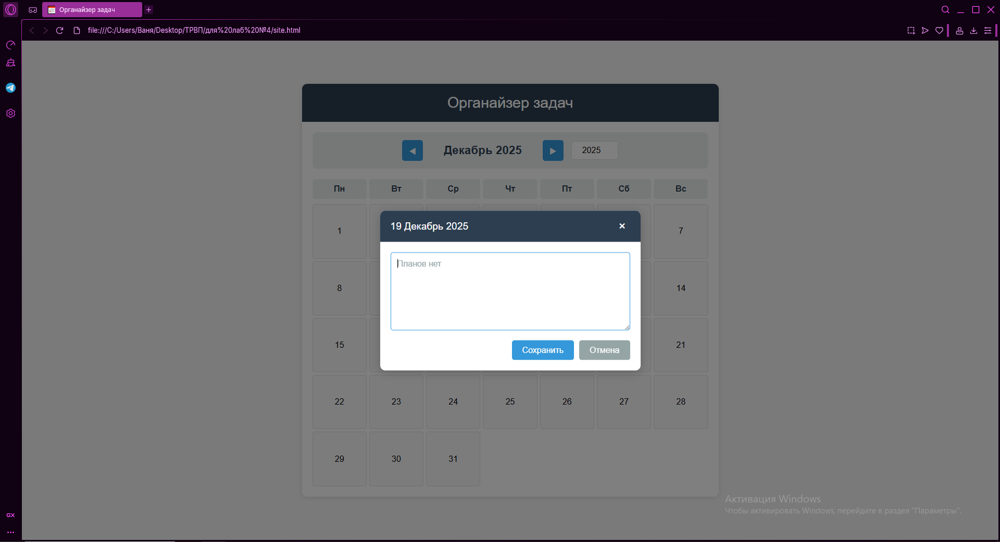 Органайзер задач
file:///C:/Users/Ваня/Desktop/ТРВП/для%20лаб%20№4/site.html
Органайзер задач
Декабрь 2025
2025
Пн Вт Ср Чт Пт Сб Вс
1 7
19 Декабрь 2025
Планов нет
8 14
15 21
Сохранить Отмена
22 23 24 25 26 27 28
29 30 31
Активация Windows
Чтобы активировать Windows, перейдите в раздел "Параметры".
GX